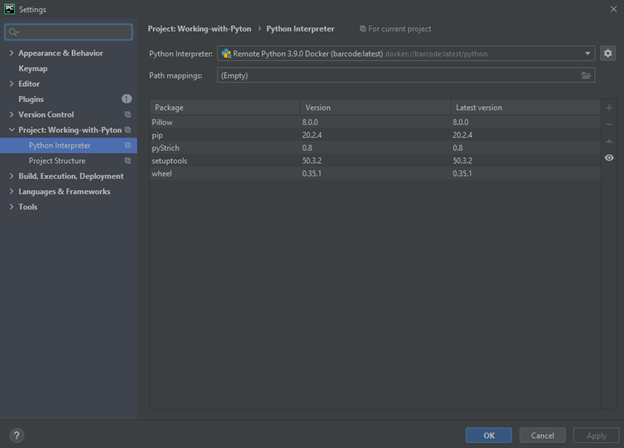 Settings
Appearance & Behavior
Keymap
Editor
Plugins 1
Version Control
Project: Working-with-Pyton
Python Interpreter
Project Structure
Build, Execution, Deployment
Languages & Frameworks
Tools
Project: Working-with-Pyton › Python Interpreter For current project
Python Interpreter: Remote Python 3.9.0 Docker (barcode:latest) docker://barcode:latest/python
Path mappings: (Empty)
Package Version Latest version
Pillow 8.0.0 8.0.0
pip 20.2.4 20.2.4
pyStrich 0.8 0.8
setuptools 50.3.2 50.3.2
wheel 0.35.1 0.35.1
? OK Cancel Apply